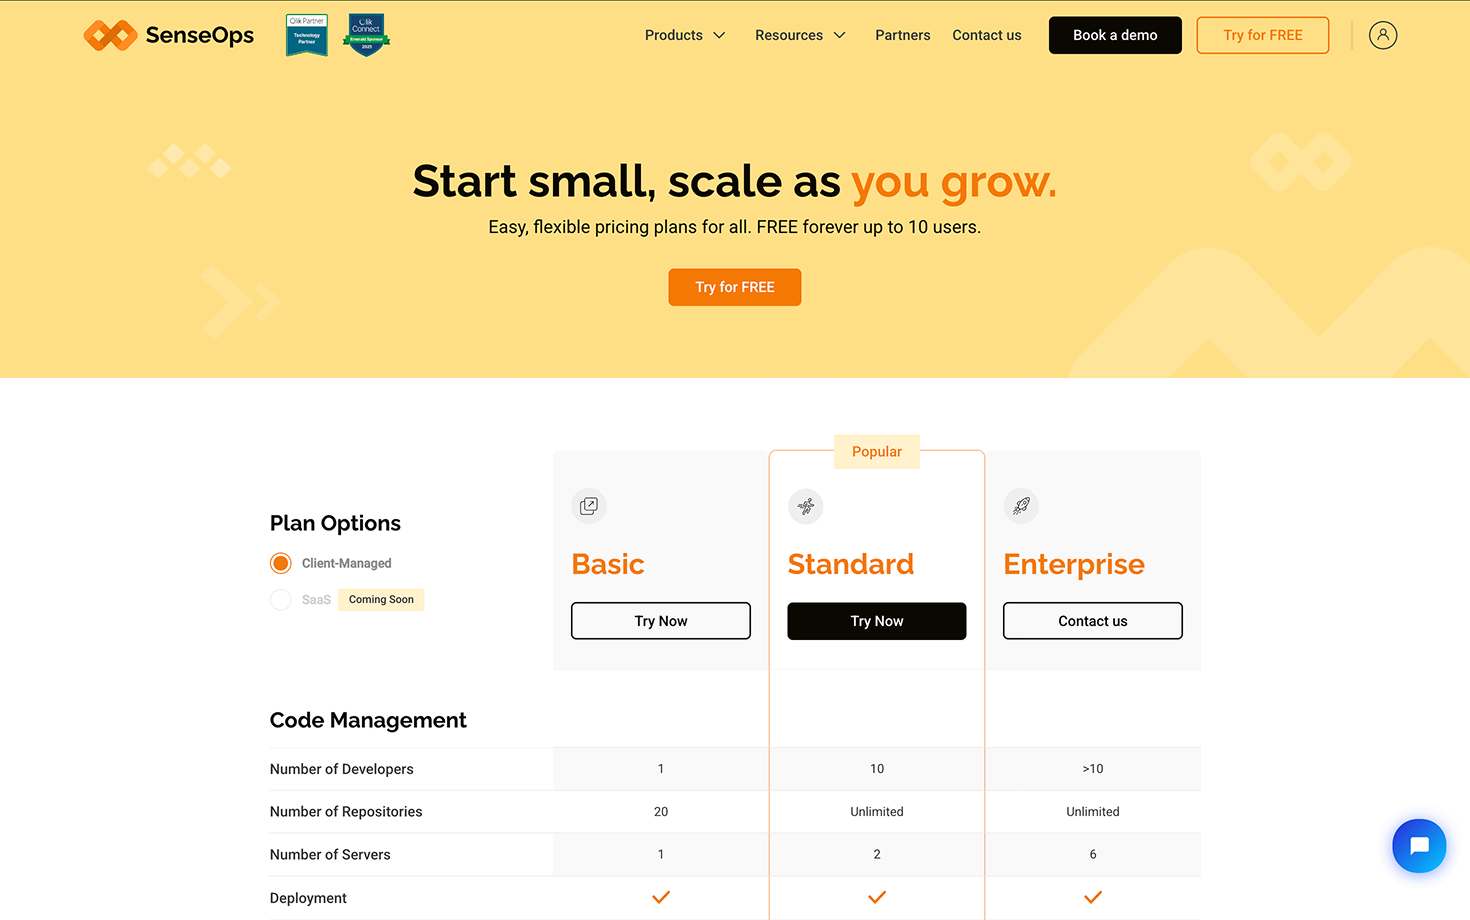 SenseOps
Qlik Partner
Technology
Partner
Qlik
Connect
Emerald Sponsor
2025
Products
Resources
Partners
Contact us
Book a demo
Try for FREE
Start small, scale as you grow.
Easy, flexible pricing plans for all. FREE forever up to 10 users.
Try for FREE
Popular
Plan Options
Client-Managed
SaaS Coming Soon
Basic
Standard
Enterprise
Try Now
Try Now
Contact us
Code Management
Number of Developers 1 10 >10
Number of Repositories 20 Unlimited Unlimited
Number of Servers 1 2 6
Deployment